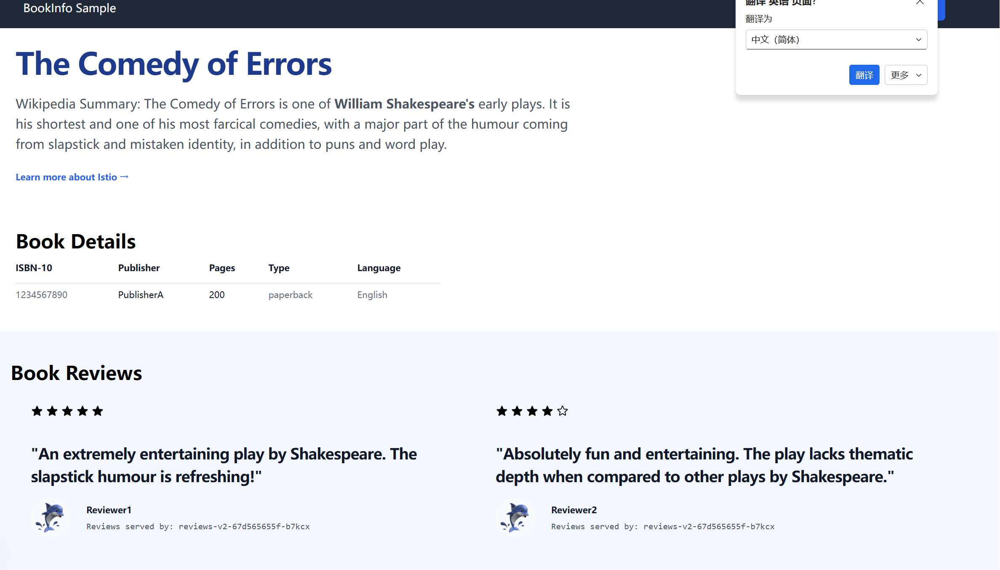 BookInfo Sample
翻译 英语 页面?
翻译为
中文（简体）
翻译
更多
The Comedy of Errors
Wikipedia Summary: The Comedy of Errors is one of William Shakespeare's early plays. It is
his shortest and one of his most farcical comedies, with a major part of the humour coming
from slapstick and mistaken identity, in addition to puns and word play.
Learn more about Istio →
Book Details
ISBN-10 Publisher Pages Type Language
1234567890 PublisherA 200 paperback English
Book Reviews
"An extremely entertaining play by Shakespeare. The
slapstick humour is refreshing!"
Reviewer1
Reviews served by: reviews-v2-67d565655f-b7kcx
"Absolutely fun and entertaining. The play lacks thematic
depth when compared to other plays by Shakespeare."
Reviewer2
Reviews served by: reviews-v2-67d565655f-b7kcx